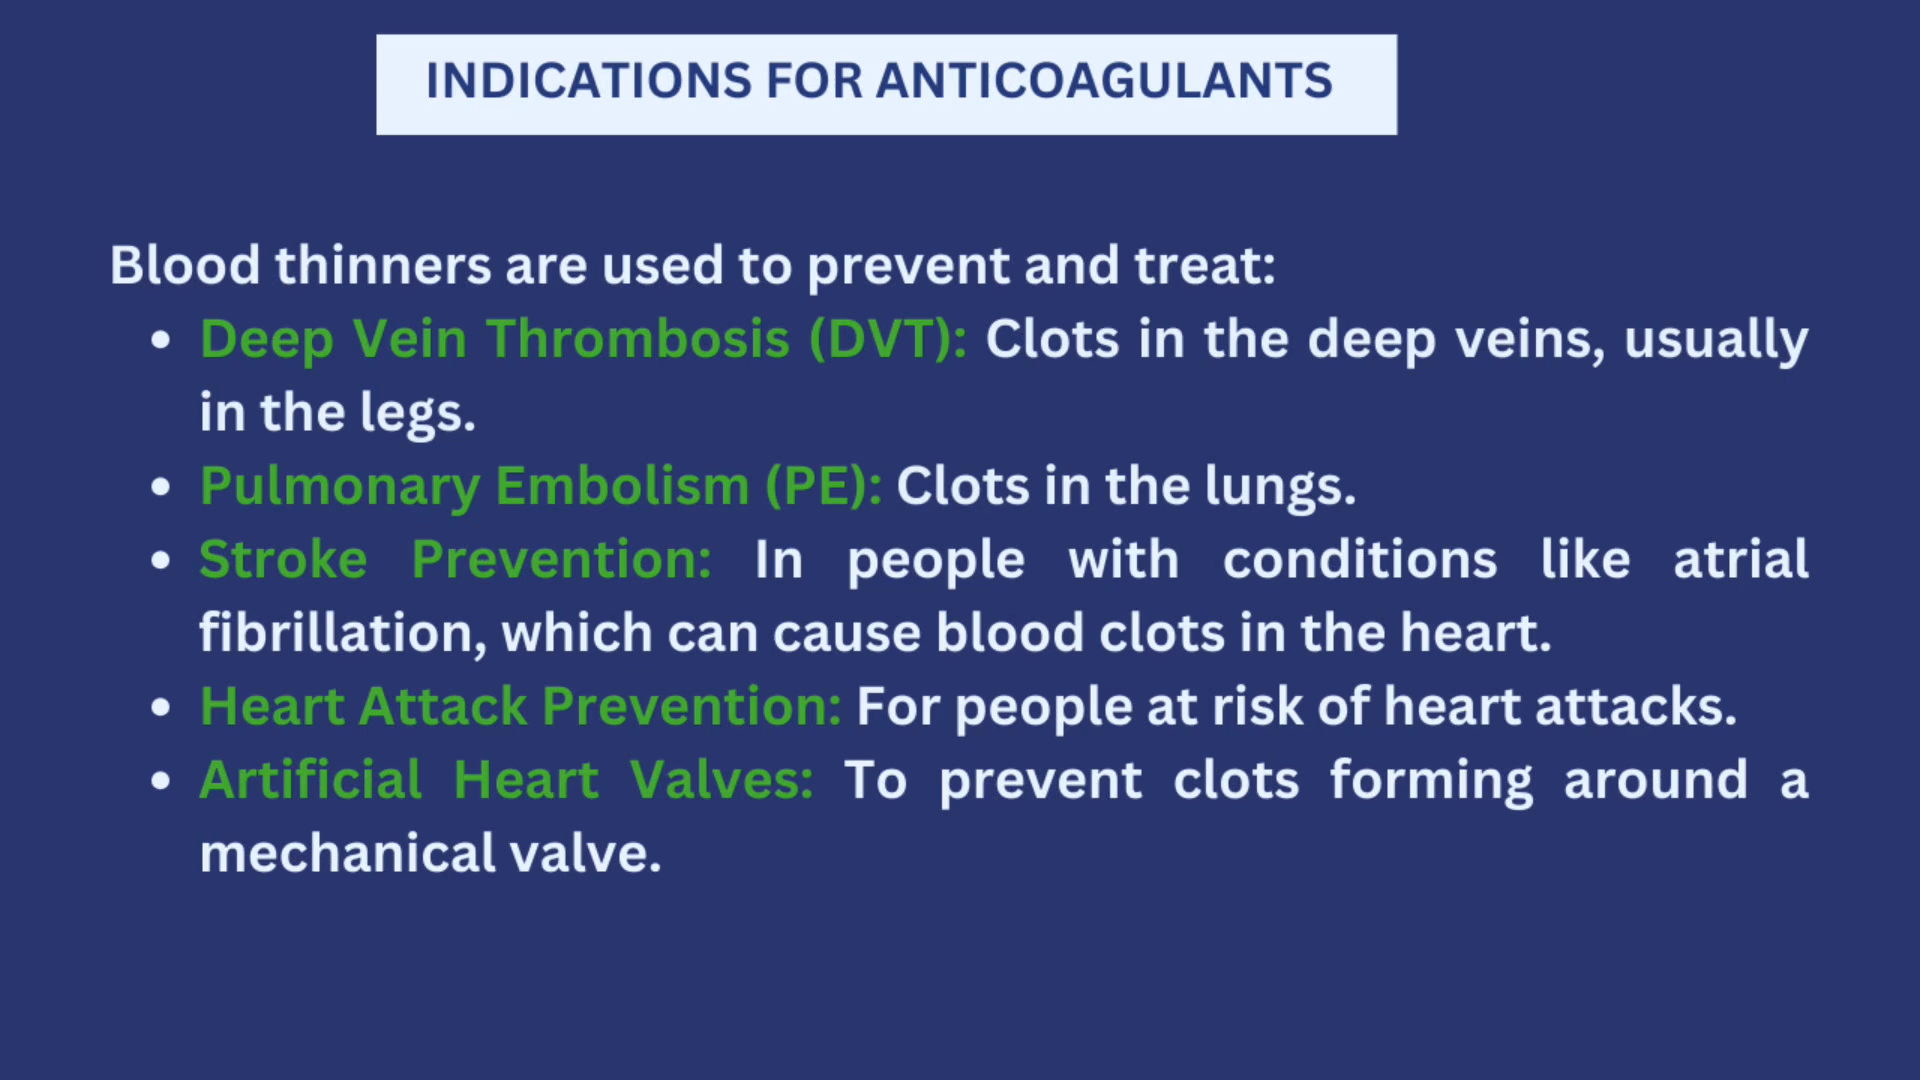 INDICATIONS FOR ANTICOAGULANTS
Blood thinners are used to prevent and treat:
• Deep Vein Thrombosis (DVT): Clots in the deep veins, usually
in the legs.
• Pulmonary Embolism (PE): Clots in the lungs.
• Stroke Prevention: In people with conditions like atrial
fibrillation, which can cause blood clots in the heart.
• Heart Attack Prevention: For people at risk of heart attacks.
• Artificial Heart Valves: To prevent clots forming around a
mechanical valve.